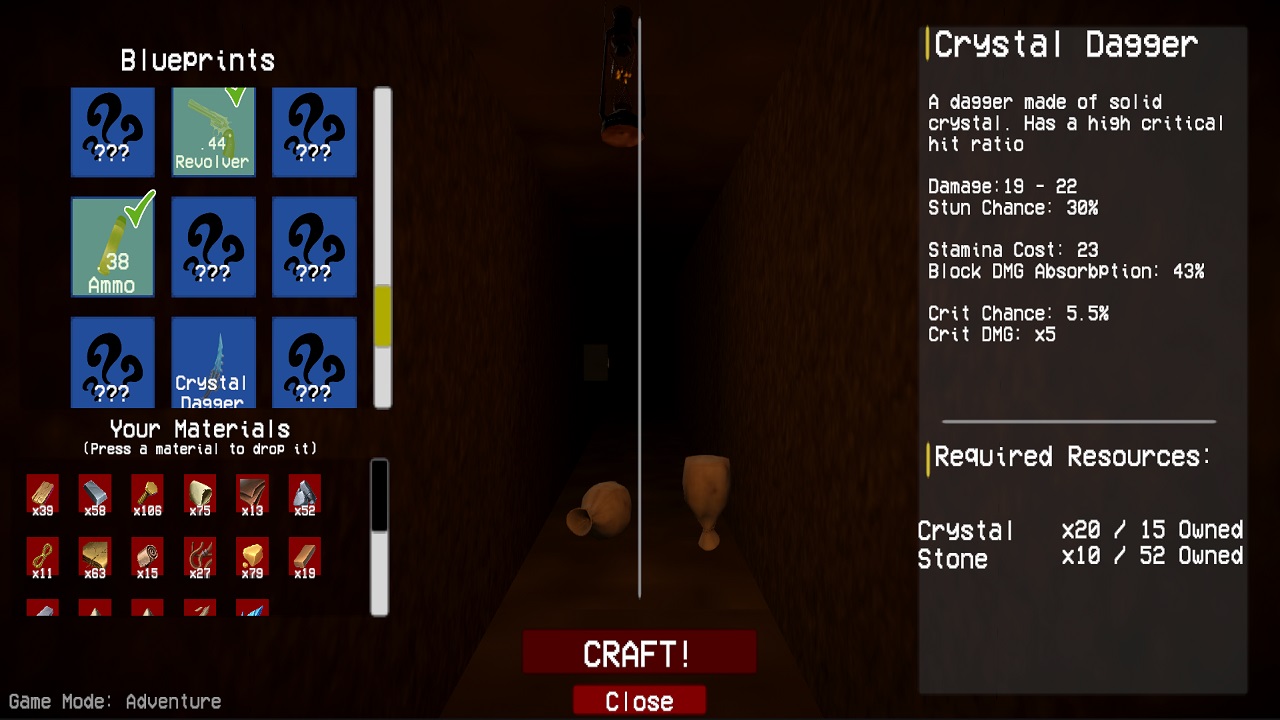 Blueprints
???
.44
Revolver
???
.38
Ammo
???
???
???
Crystal
Dagger
???
Your Materials
(Press a material to drop it)
x39
x58
x106
x75
x13
x52
x11
x63
x15
x27
x79
x19
Game Mode: Adventure
CRAFT!
Close
Crystal Dagger
A dagger made of solid
crystal. Has a high critical
hit ratio
Damage:19 - 22
Stun Chance: 30%
Stamina Cost: 23
Block DMG Absorbption: 43%
Crit Chance: 5.5%
Crit DMG: x5
Required Resources:
Crystal x20 / 15 Owned
Stone x10 / 52 Owned